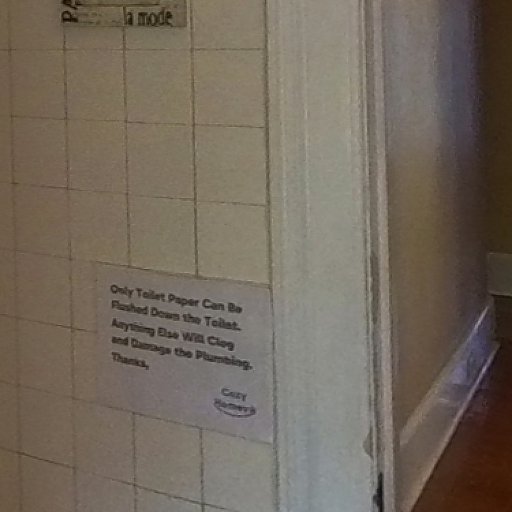 a mode
Only Toilet Paper Can Be
Flushed Down the Toilet.
Anything Else Will Clog
and Damage the Plumbing.
Thanks,
Cozy